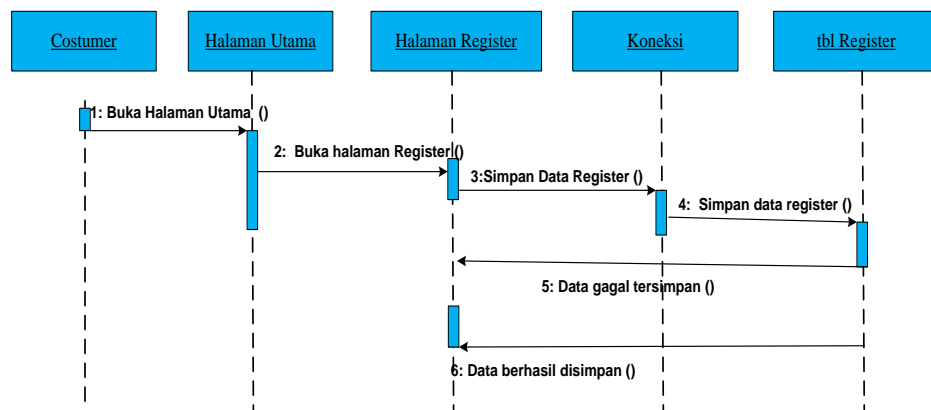 Costumer
Halaman Utama
Halaman Register
Koneksi
tbl Register
1: Buka Halaman Utama ()
2: Buka halaman Register ()
3:Simpan Data Register ()
4: Simpan data register ()
5: Data gagal tersimpan ()
6: Data berhasil disimpan ()